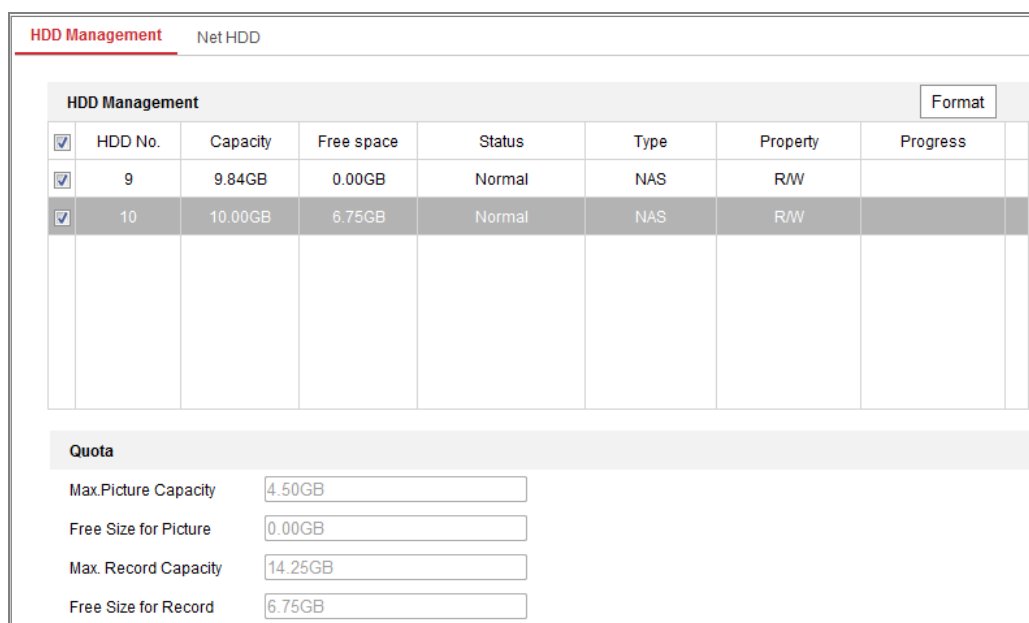 HDD Management Net HDD
HDD Management Format
HDD No. Capacity Free space Status Type Property Progress
9 9.84GB 0.00GB Normal NAS R/W
10 10.00GB 6.75GB Normal NAS R/W
Quota
Max.Picture Capacity 4.50GB
Free Size for Picture 0.00GB
Max. Record Capacity 14.25GB
Free Size for Record 6.75GB